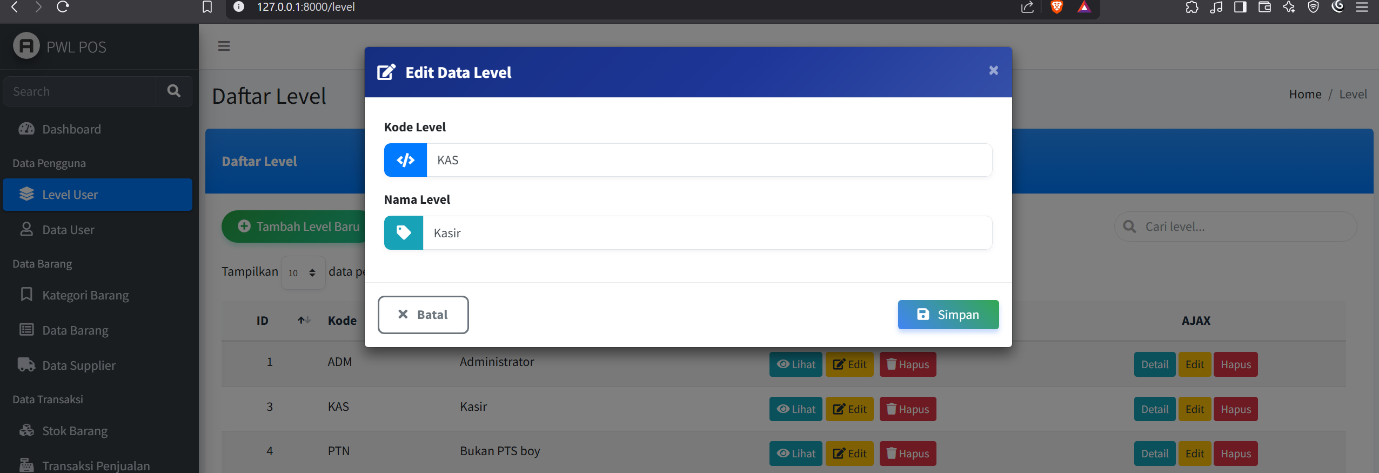 127.0.0.1:8000/level
PWL POS
Search
Dashboard
Data Pengguna
Level User
Data User
Data Barang
Kategori Barang
Data Barang
Data Supplier
Data Transaksi
Stok Barang
Transaksi Penjualan
Daftar Level
Home / Level
Daftar Level
Tambah Level Baru
Cari level...
Tampilkan 10 data pe
ID Kode AJAX
1 ADM Administrator Lihat Edit Hapus Detail Edit Hapus
3 KAS Kasir Lihat Edit Hapus Detail Edit Hapus
4 PTN Bukan PTS boy Lihat Edit Hapus Detail Edit Hapus
Edit Data Level ×
Kode Level
KAS
Nama Level
Kasir
Batal Simpan